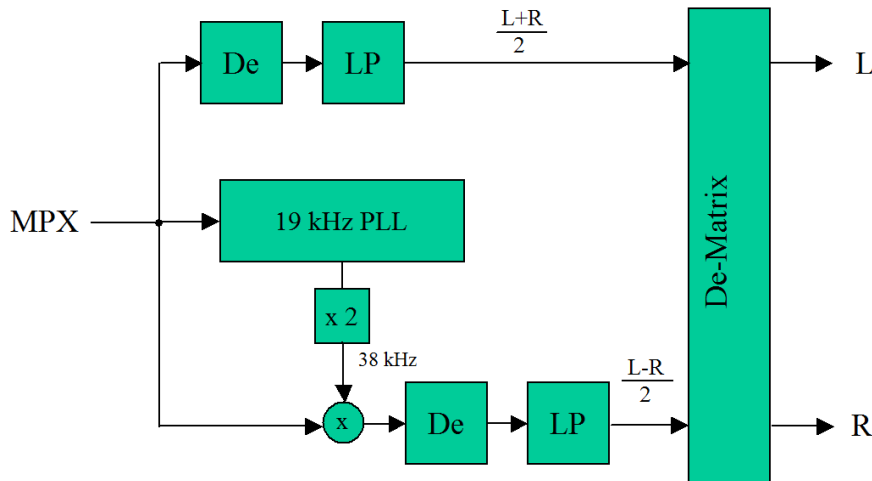 L+R
2
De
LP
L
MPX
19 kHz PLL
De-Matrix
x 2
38 kHz
L-R
2
x
De
LP
R